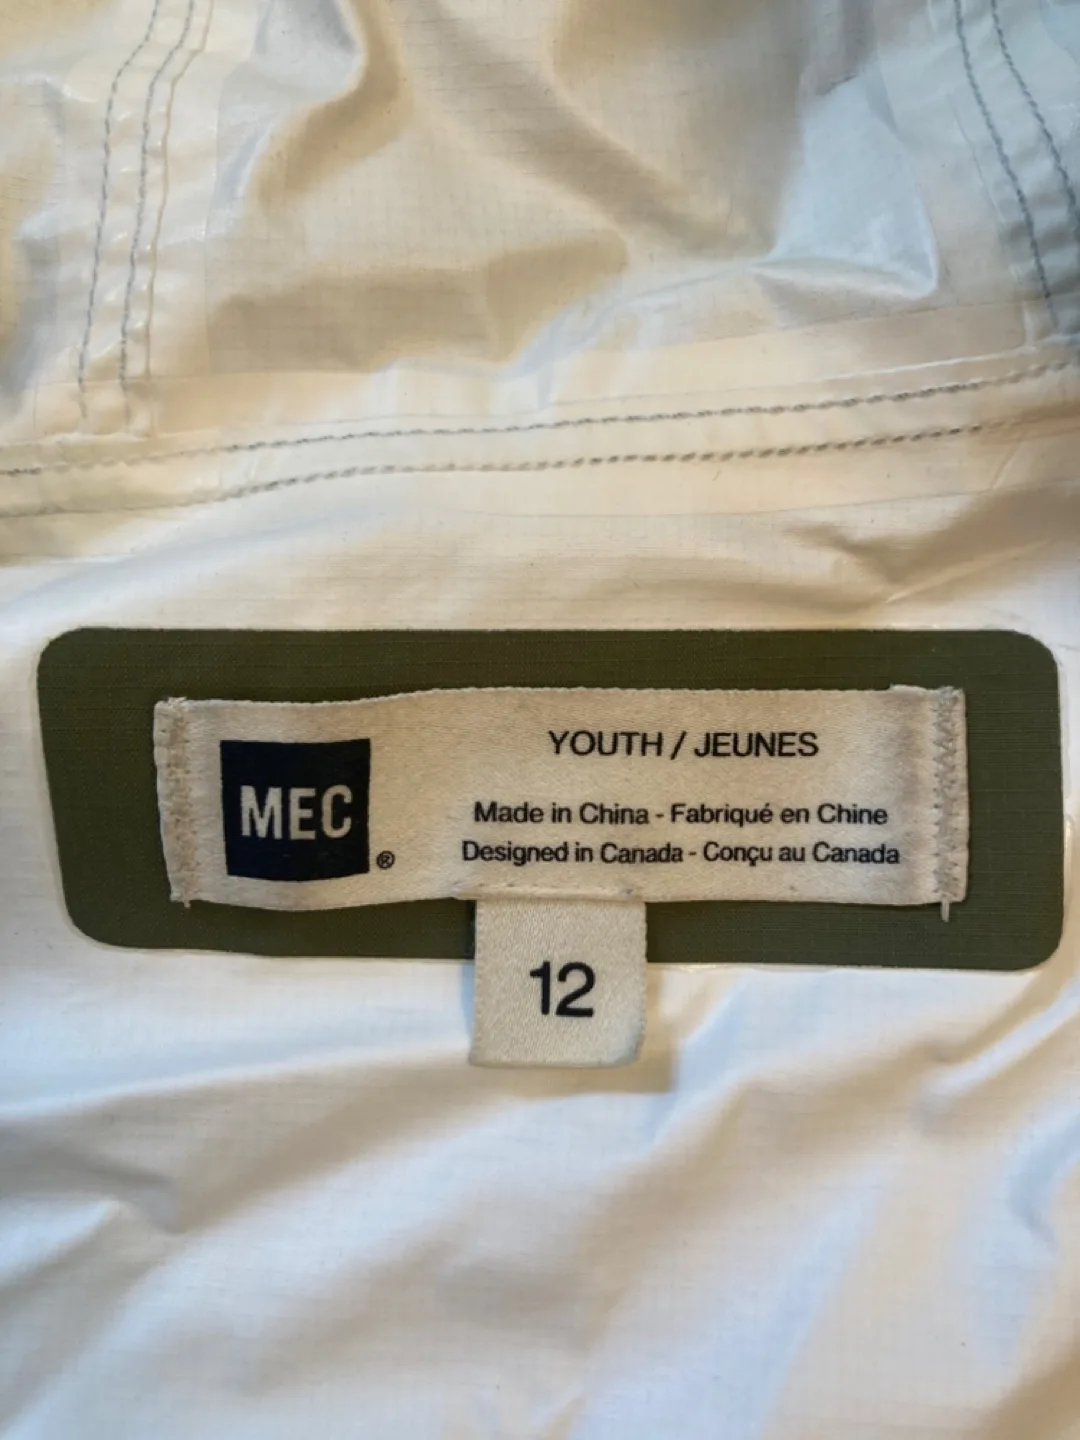 YOUTH / JEUNES
MEC®
Made in China - Fabriqué en Chine
Designed in Canada - Conçu au Canada
12